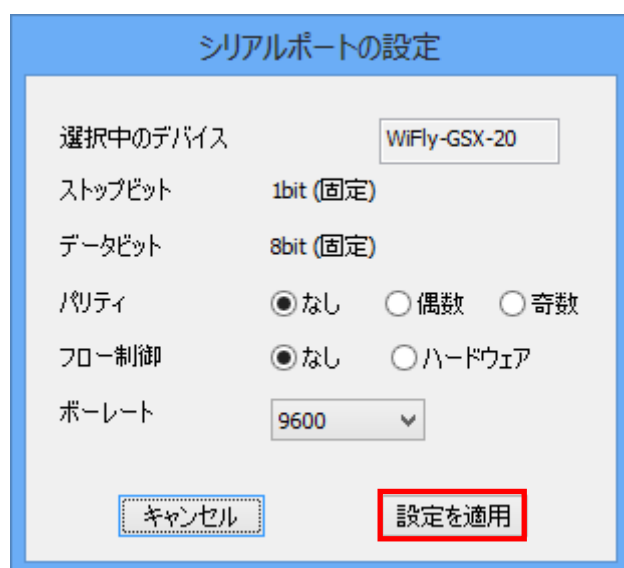 シリアルポートの設定
選択中のデバイス WiFly-GSX-20
ストップビット 1bit (固定)
データビット 8bit (固定)
パリティ なし 偶数 奇数
フロー制御 なし ハードウェア
ボーレート 9600
キャンセル 設定を適用